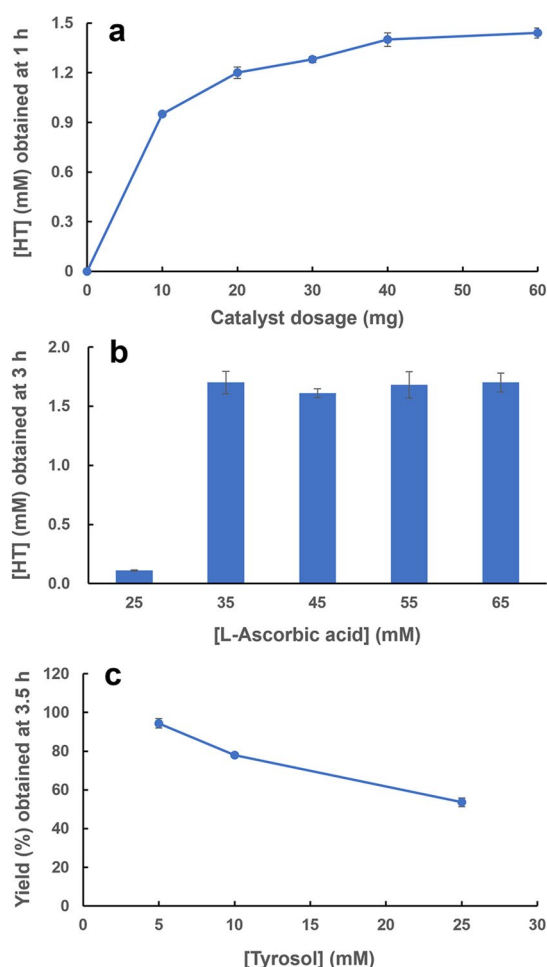 a
[HT] (mM) obtained at 1 h
1.5
1.2
0.9
0.6
0.3
0
0 10 20 30 40 50 60
Catalyst dosage (mg)
b
[HT] (mM) obtained at 3 h
2.0
1.5
1.0
0.5
0.0
25 35 45 55 65
[L-Ascorbic acid] (mM)
c
Yield (%) obtained at 3.5 h
120
100
80
60
40
20
0
0 5 10 15 20 25 30
[Tyrosol] (mM)